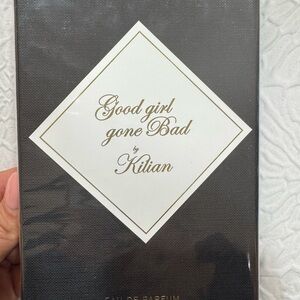 Good girl
gone Bad
by
Kilian
EAU DE PARFUM